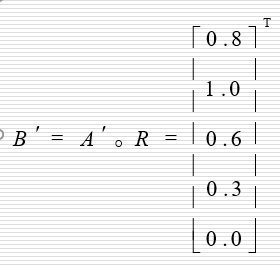 B′ = A′ ∘ R = [0.8 1.0 0.6 0.3 0.0]ᵀ